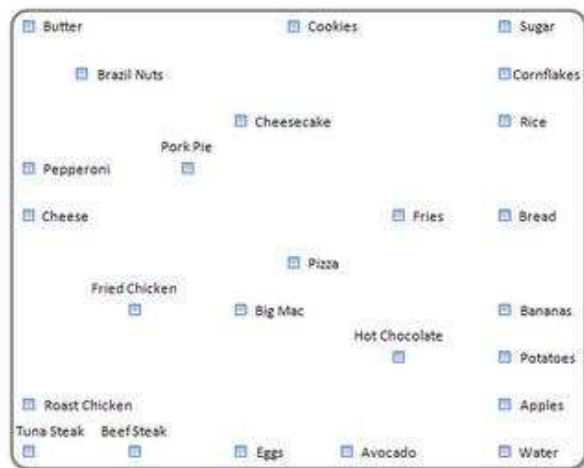 Butter
Cookies
Sugar
Brazil Nuts
Cornflakes
Cheesecake
Rice
Pork Pie
Pepperoni
Cheese
Fries
Bread
Pizza
Fried Chicken
Big Mac
Bananas
Hot Chocolate
Potatoes
Roast Chicken
Apples
Tuna Steak
Beef Steak
Eggs
Avocado
Water